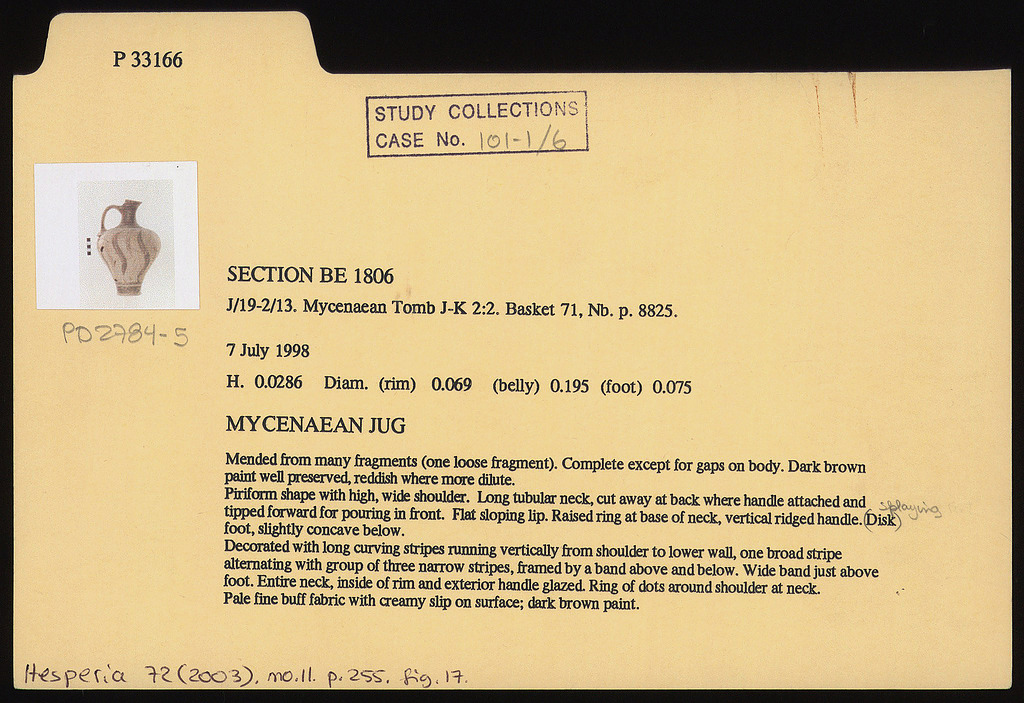 P 33166
STUDY COLLECTIONS
CASE No. 101-1/6
PD2784-5
SECTION BE 1806
J/19-2/13. Mycenaean Tomb J-K 2:2. Basket 71, Nb. p. 8825.
7 July 1998
H. 0.0286 Diam. (rim) 0.069 (belly) 0.195 (foot) 0.075
MYCENAEAN JUG
Mended from many fragments (one loose fragment). Complete except for gaps on body. Dark brown
paint well preserved, reddish where more dilute.
Piriform shape with high, wide shoulder. Long tubular neck, cut away at back where handle attached and
splaying
tipped forward for pouring in front. Flat sloping lip. Raised ring at base of neck, vertical ridged handle. (Disk)
foot, slightly concave below.
Decorated with long curving stripes running vertically from shoulder to lower wall, one broad stripe
alternating with group of three narrow stripes, framed by a band above and below. Wide band just above
foot. Entire neck, inside of rim and exterior handle glazed. Ring of dots around shoulder at neck.
Pale fine buff fabric with creamy slip on surface; dark brown paint.
Hesperia 72 (2003), no.11. p. 255. fig. 17.